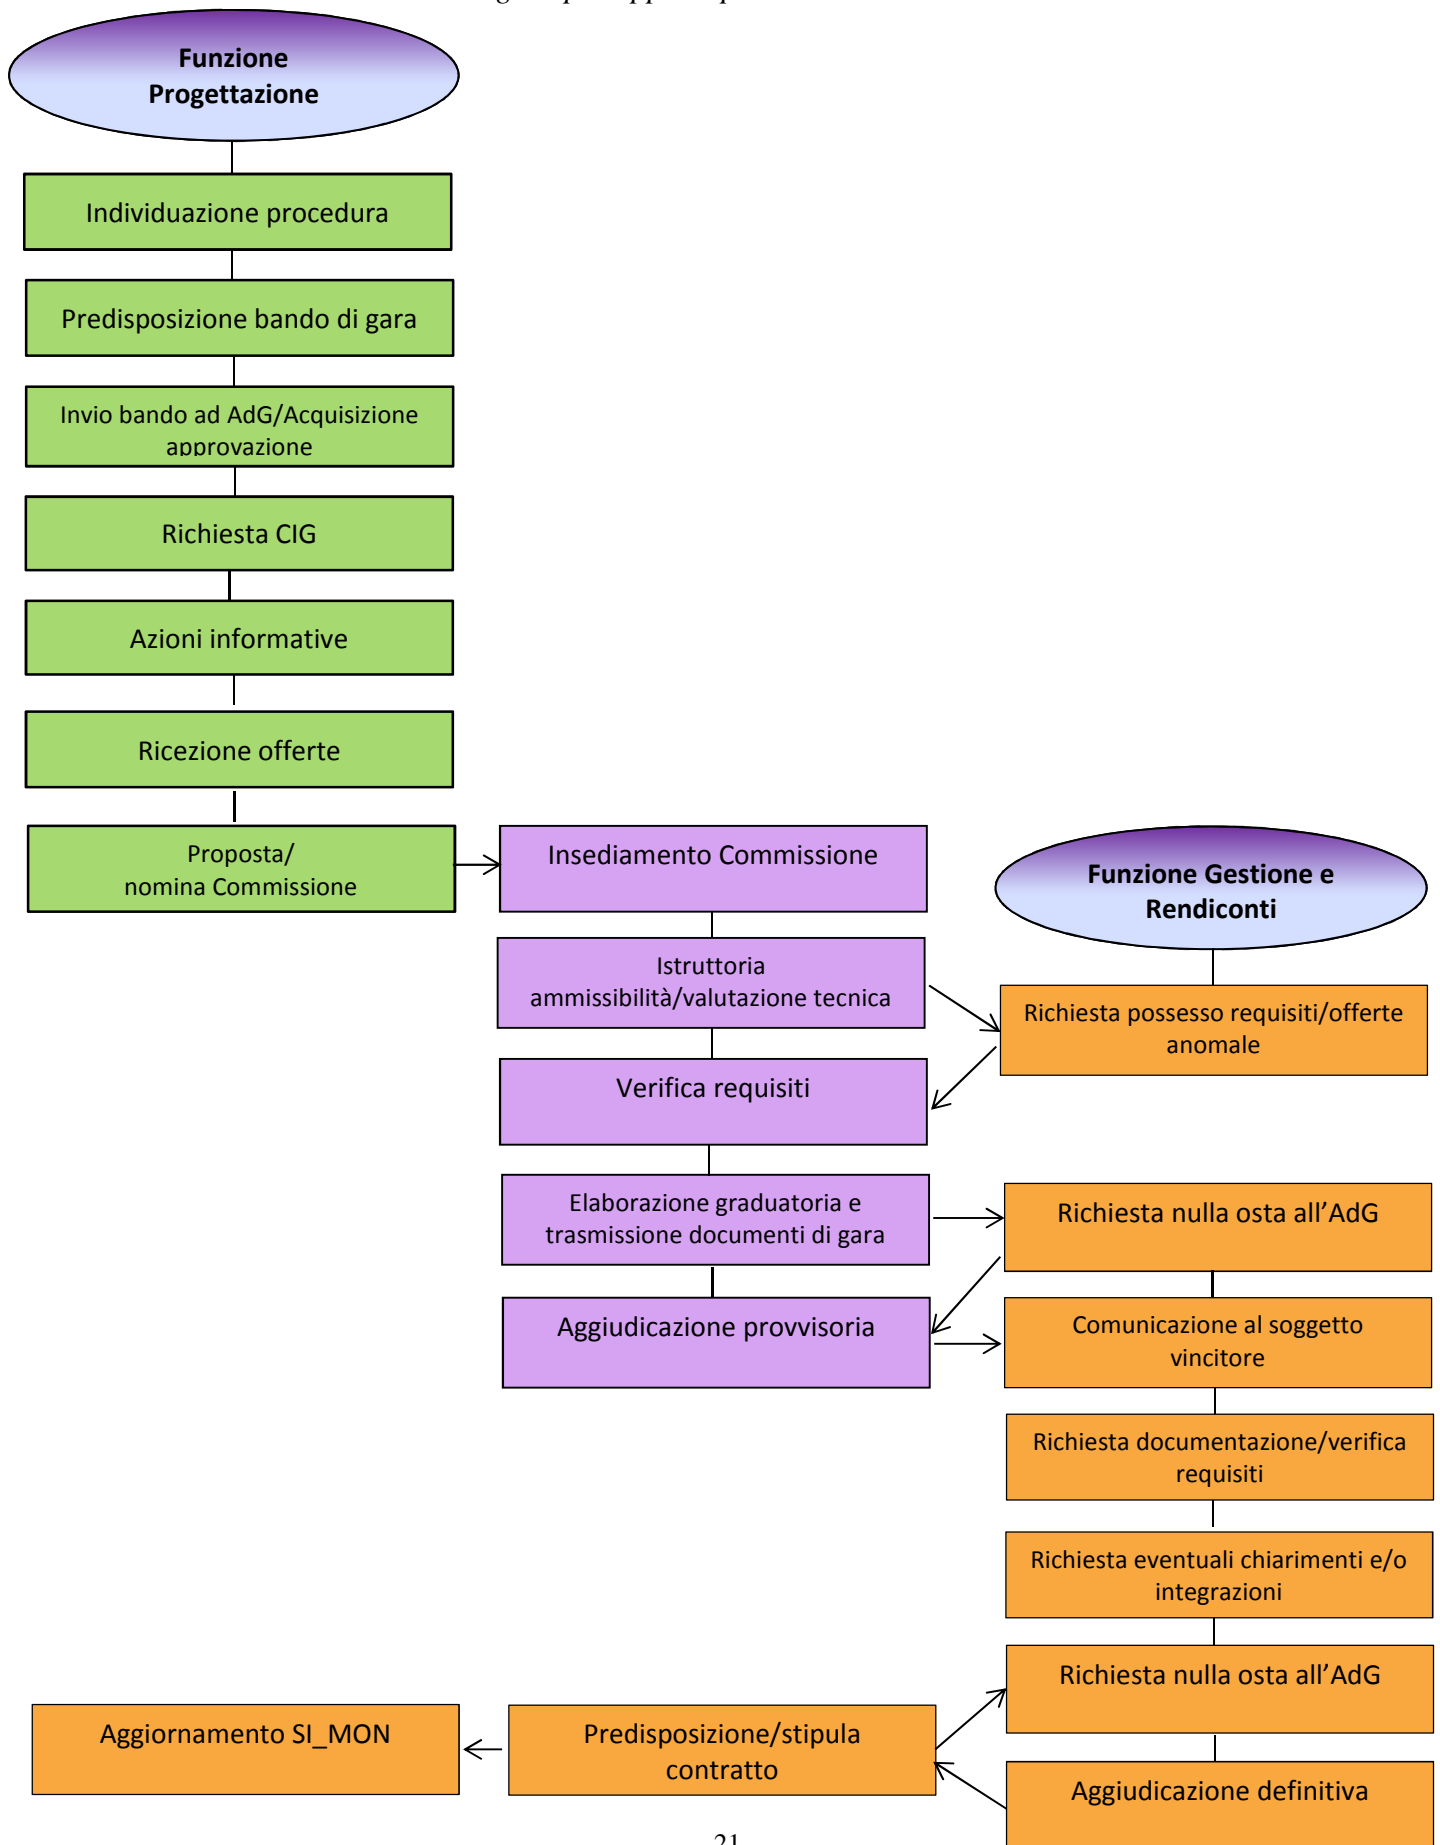 Funzione
Progettazione
Individuazione procedura
Predisposizione bando di gara
Invio bando ad AdG/Acquisizione
approvazione
Richiesta CIG
Azioni informative
Ricezione offerte
Proposta/
nomina Commissione
Insediamento Commissione
Funzione Gestione e
Rendiconti
Istruttoria
ammissibilità/valutazione tecnica
Richiesta possesso requisiti/offerte
anomale
Verifica requisiti
Elaborazione graduatoria e
trasmissione documenti di gara
Richiesta nulla osta all’AdG
Aggiudicazione provvisoria
Comunicazione al soggetto
vincitore
Richiesta documentazione/verifica
requisiti
Richiesta eventuali chiarimenti e/o
integrazioni
Richiesta nulla osta all’AdG
Aggiornamento SI_MON
Predisposizione/stipula
contratto
Aggiudicazione definitiva
21